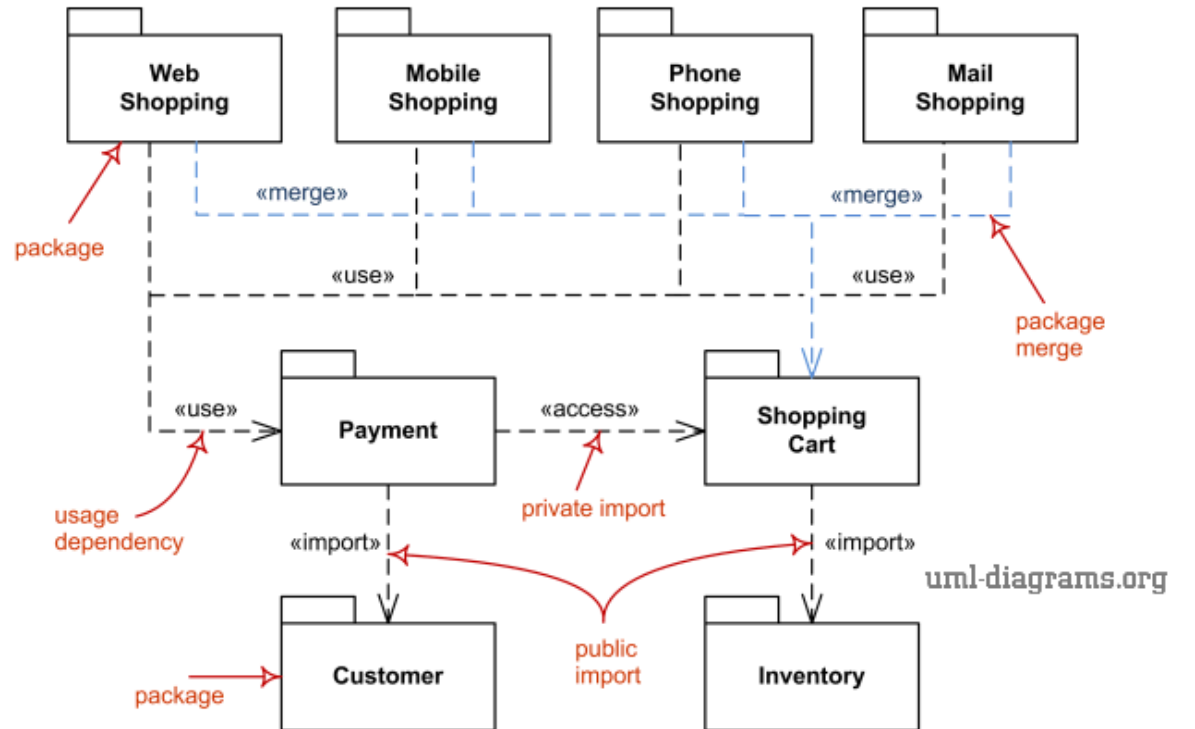 Web
Shopping
Mobile
Shopping
Phone
Shopping
Mail
Shopping
«merge»
«merge»
package
«use»
«use»
package
merge
«use»
Payment
«access»
Shopping
Cart
usage
dependency
private import
«import»
«import»
uml-diagrams.org
public
import
package
Customer
Inventory